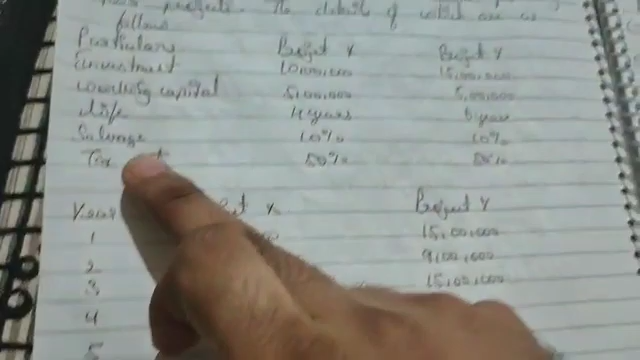 The details of which are as
follows
Particulars Project X Project Y
Investment 10,00,000 15,00,000
Working capital 5,00,000 5,00,000
Life 4 years 6 years
Salvage 10% 10%
Tax 50% 50%
Year X Project Y
1 15,00,000
2 9,00,000
3 15,00,000
4
5